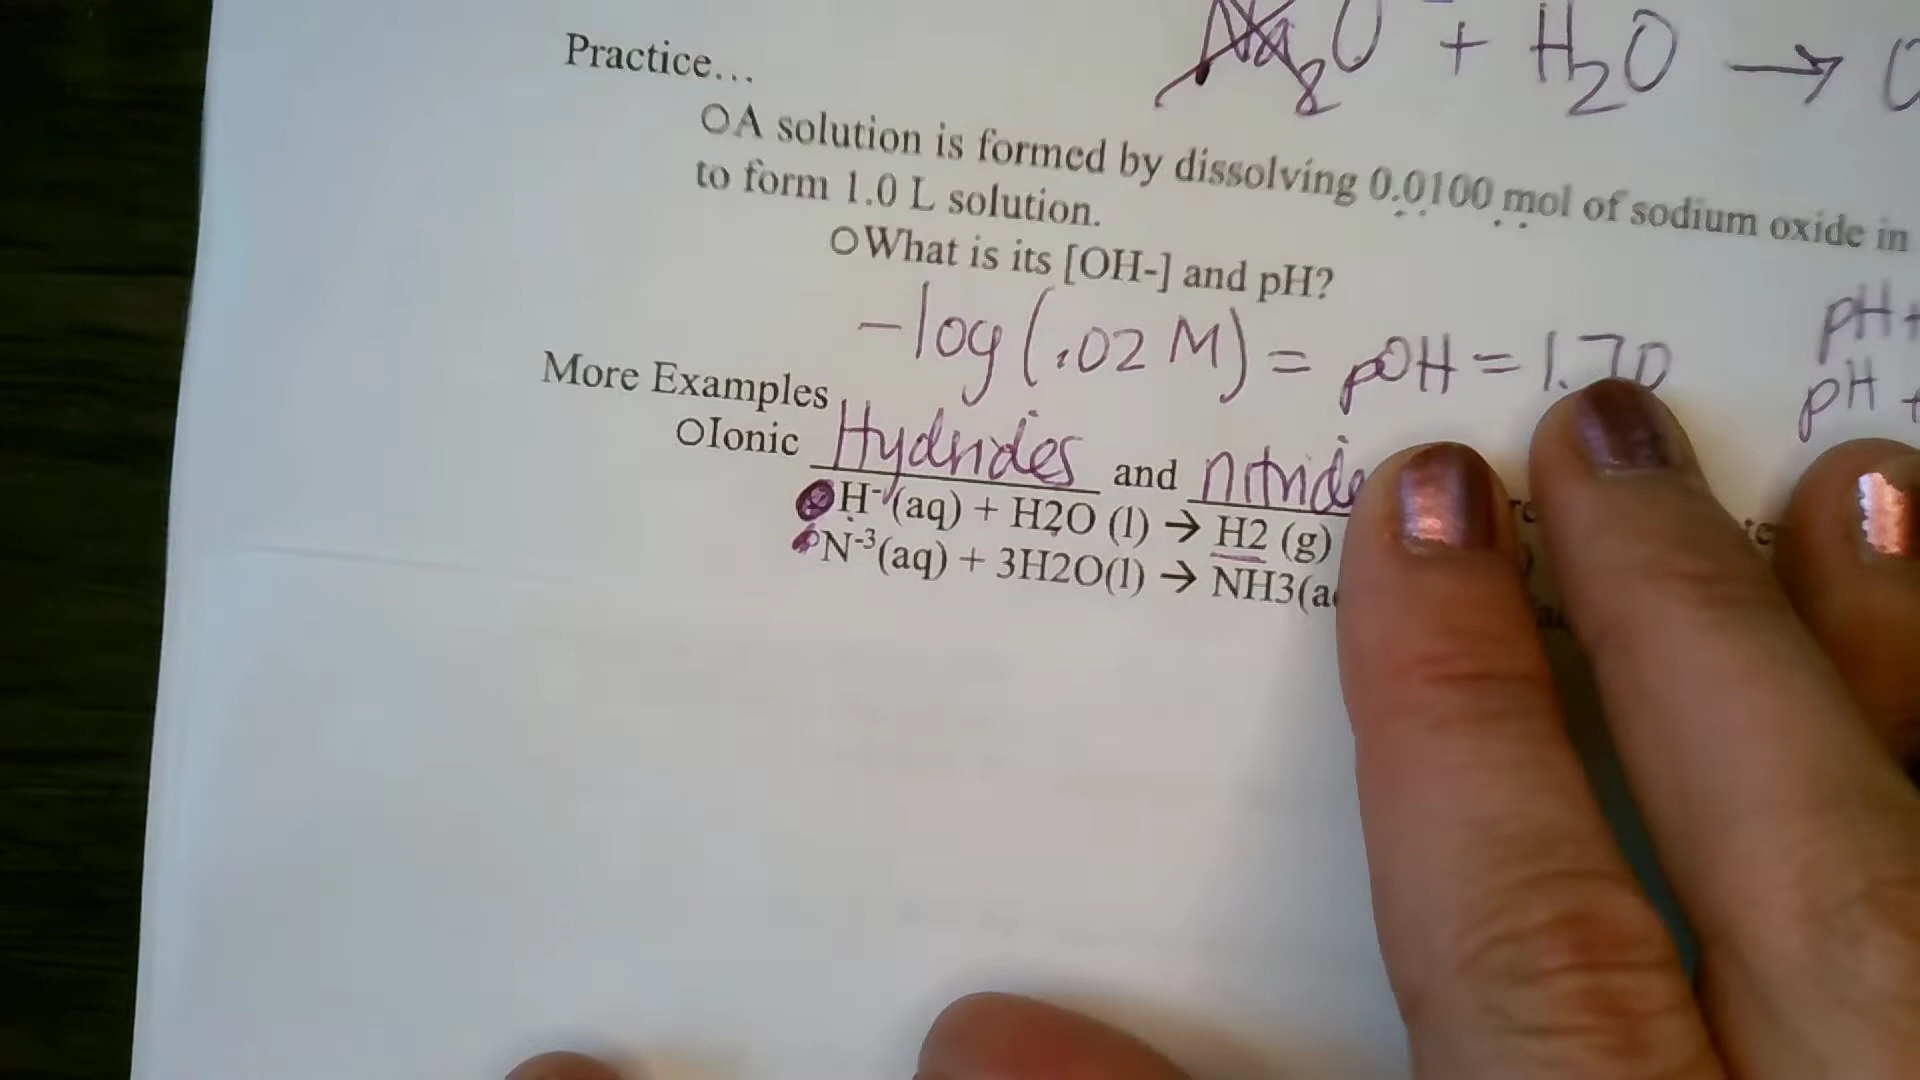 Na2O + H2O →
Practice...
A solution is formed by dissolving 0.0100 mol of sodium oxide in
to form 1.0 L solution.
What is its [OH-] and pH?
-log(.02 M) = pOH = 1.70
pH +
pH +
More Examples
Ionic Hydrides and nitride
H-(aq) + H2O (l) → H2 (g)
N-3(aq) + 3H2O(l) → NH3(a